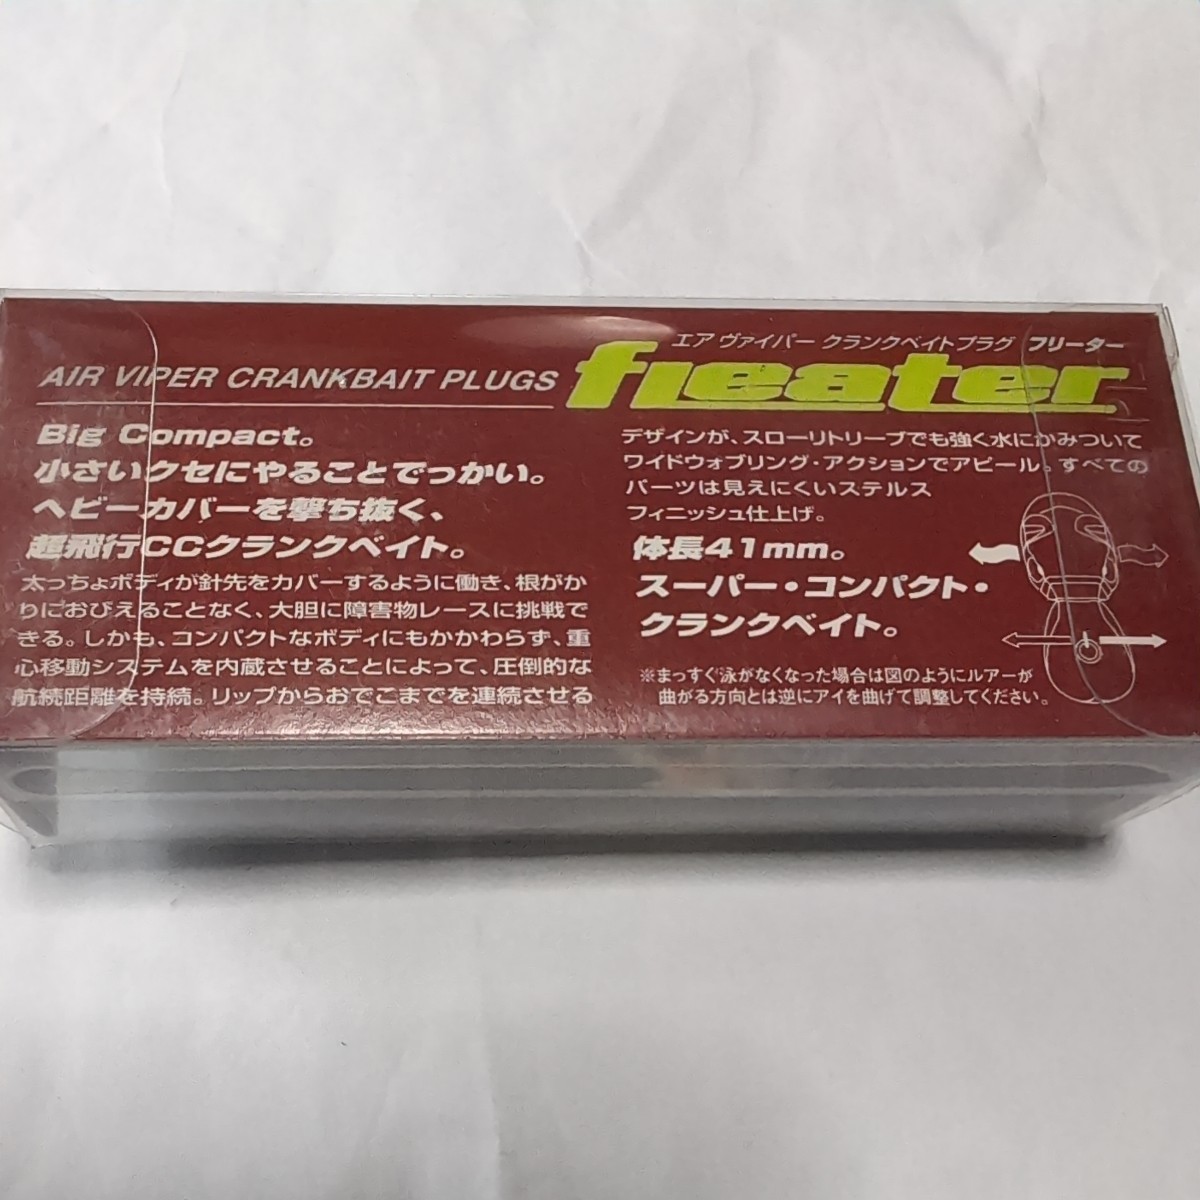 エア ヴァイパー クランクベイトプラグ フリーター
AIR VIPER CRANKBAIT PLUGS
fleater
Big Compact。
小さいクセにやることでっかい。
ヘビーカバーを撃ち抜く、
超飛行CCクランクベイト。
太っちょボディが針先をカバーするように働き、根がか
りにおびえることなく、大胆に障害物レースに挑戦で
きる。しかも、コンパクトなボディにもかかわらず、重
心移動システムを内蔵させることによって、圧倒的な
航続距離を持続。リップからおでこまでを連続させる
デザインが、スローリトリーブでも強く水にかみついて
ワイドウォブリング・アクションでアピール。すべての
パーツは見えにくいステルス
フィニッシュ仕上げ。
体長41mm。
スーパー・コンパクト・
クランクベイト。
※まっすぐ泳がなくなった場合は図のようにルアーが
曲がる方向とは逆にアイを曲げて調整してください。